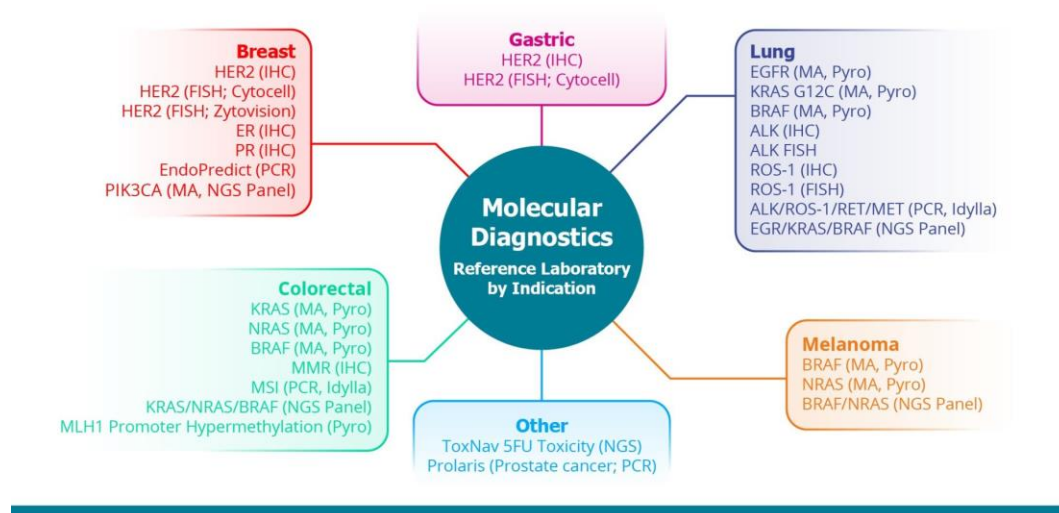 Breast
HER2 (IHC)
HER2 (FISH; Cytocell)
HER2 (FISH; Zytovision)
ER (IHC)
PR (IHC)
EndoPredict (PCR)
PIK3CA (MA, NGS Panel)
Gastric
HER2 (IHC)
HER2 (FISH; Cytocell)
Lung
EGFR (MA, Pyro)
KRAS G12C (MA, Pyro)
BRAF (MA, Pyro)
ALK (IHC)
ALK FISH
ROS-1 (IHC)
ROS-1 (FISH)
ALK/ROS-1/RET/MET (PCR, Idylla)
EGR/KRAS/BRAF (NGS Panel)
Molecular
Diagnostics
Reference Laboratory
by Indication
Colorectal
KRAS (MA, Pyro)
NRAS (MA, Pyro)
BRAF (MA, Pyro)
MMR (IHC)
MSI (PCR, Idylla)
KRAS/NRAS/BRAF (NGS Panel)
MLH1 Promoter Hypermethylation (Pyro)
Other
ToxNav 5FU Toxicity (NGS)
Prolaris (Prostate cancer; PCR)
Melanoma
BRAF (MA, Pyro)
NRAS (MA, Pyro)
BRAF/NRAS (NGS Panel)